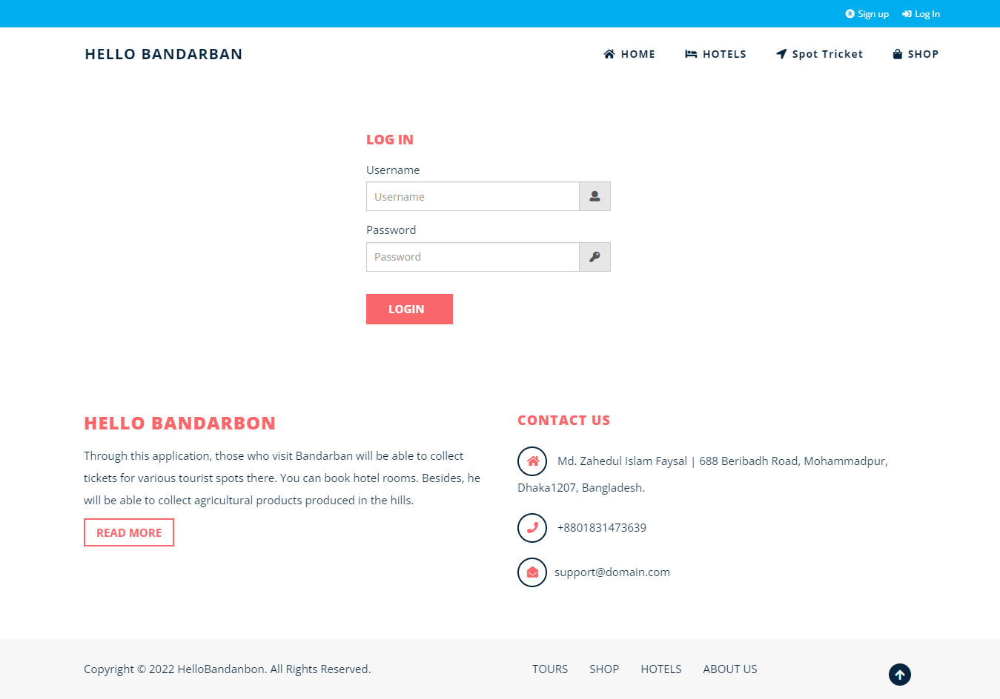 Sign up Log In
HELLO BANDARBAN HOME HOTELS Spot Tricket SHOP
LOG IN
Username
Username
Password
Password
LOGIN
HELLO BANDARBON
Through this application, those who visit Bandarban will be able to collect
tickets for various tourist spots there. You can book hotel rooms. Besides, he
will be able to collect agricultural products produced in the hills.
READ MORE
CONTACT US
Md. Zahedul Islam Faysal | 688 Beribadh Road, Mohammadpur,
Dhaka1207, Bangladesh.
+8801831473639
support@domain.com
Copyright © 2022 HelloBandanbon. All Rights Reserved. TOURS SHOP HOTELS ABOUT US